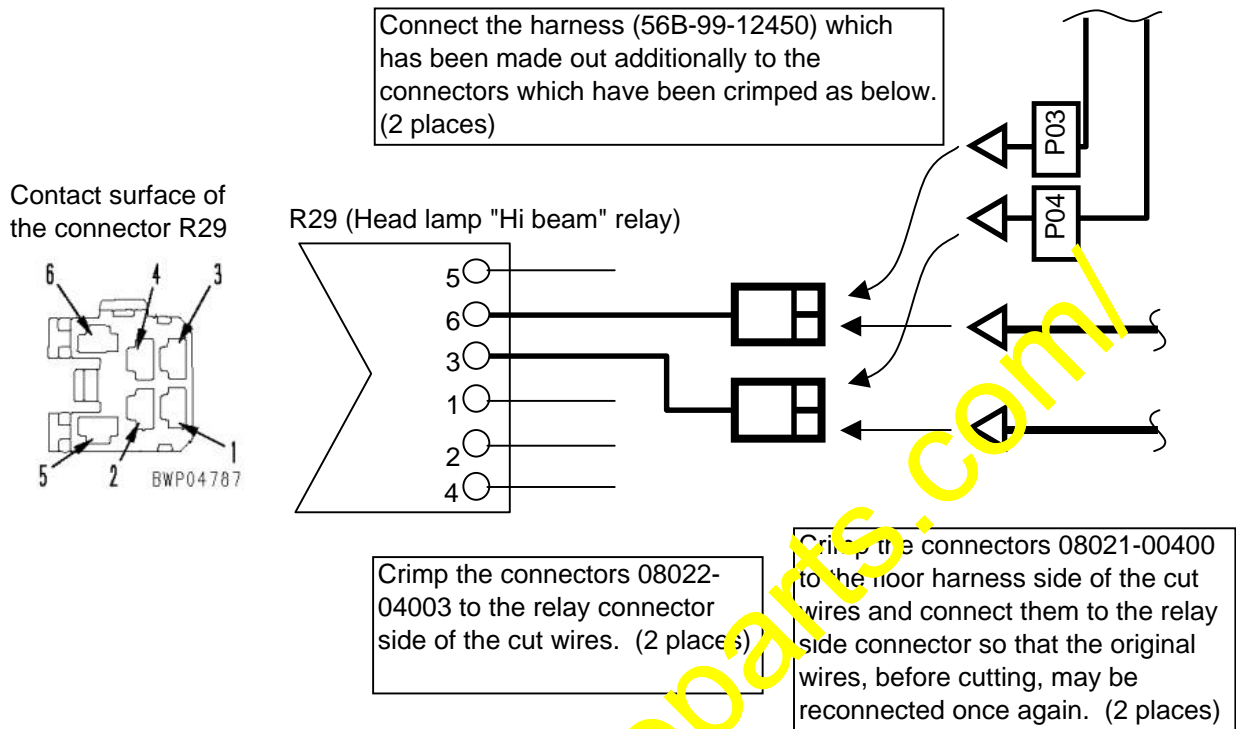 Connect the harness (56B-99-12450) which
has been made out additionally to the
connectors which have been crimped as below.
(2 places)
P03
P04
Contact surface of
the connector R29
R29 (Head lamp "Hi beam" relay)
6
4
3
5
2
1
BWP04787
5
6
3
1
2
4
Crimp the connectors 08022-
04003 to the relay connector
side of the cut wires. (2 places)
Crimp the connectors 08021-00400
to the floor harness side of the cut
wires and connect them to the relay
side connector so that the original
wires, before cutting, may be
reconnected once again. (2 places)
parts.com/